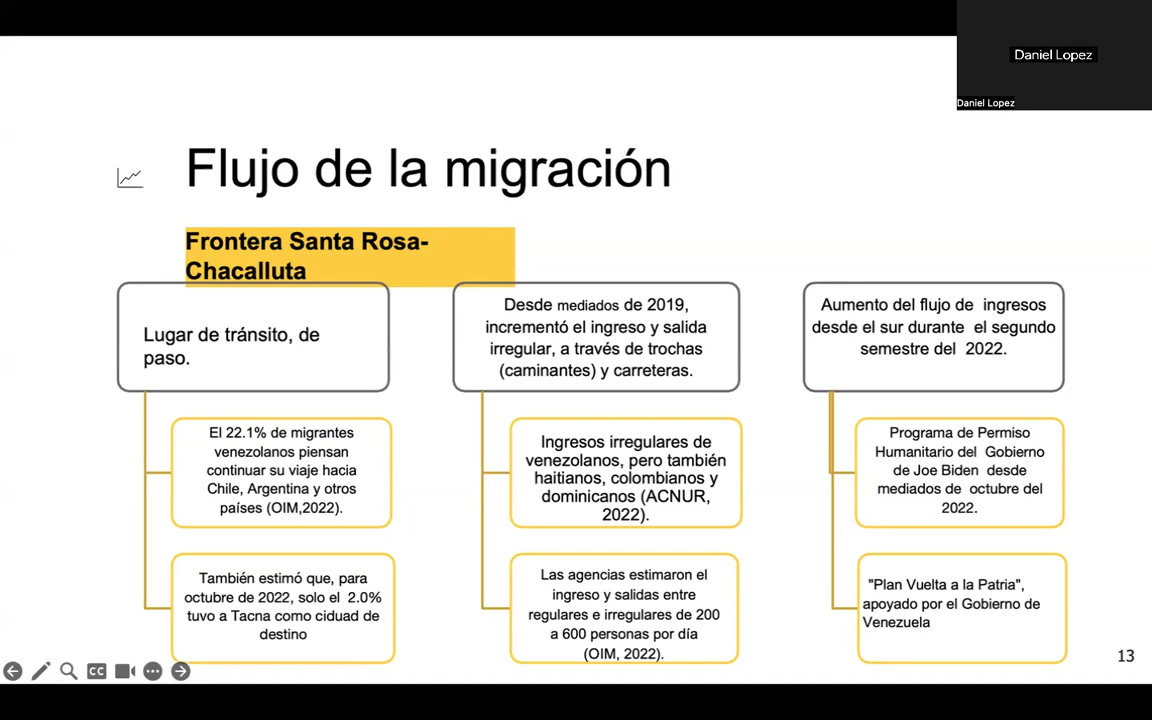 Daniel Lopez
Daniel Lopez
Flujo de la migración
Frontera Santa Rosa-
Chacalluta
Lugar de tránsito, de
paso.
El 22.1% de migrantes
venezolanos piensan
continuar su viaje hacia
Chile, Argentina y otros
países (OIM,2022).
También estimó que, para
octubre de 2022, solo el 2.0%
tuvo a Tacna como ciduad de
destino
Desde mediados de 2019,
incrementó el ingreso y salida
irregular, a través de trochas
(caminantes) y carreteras.
Ingresos irregulares de
venezolanos, pero también
haitianos, colombianos y
dominicanos (ACNUR,
2022).
Las agencias estimaron el
ingreso y salidas entre
regulares e irregulares de 200
a 600 personas por día
(OIM, 2022).
Aumento del flujo de ingresos
desde el sur durante el segundo
semestre del 2022.
Programa de Permiso
Humanitario del Gobierno
de Joe Biden desde
mediados de octubre del
2022.
"Plan Vuelta a la Patria",
apoyado por el Gobierno de
Venezuela
13
CC